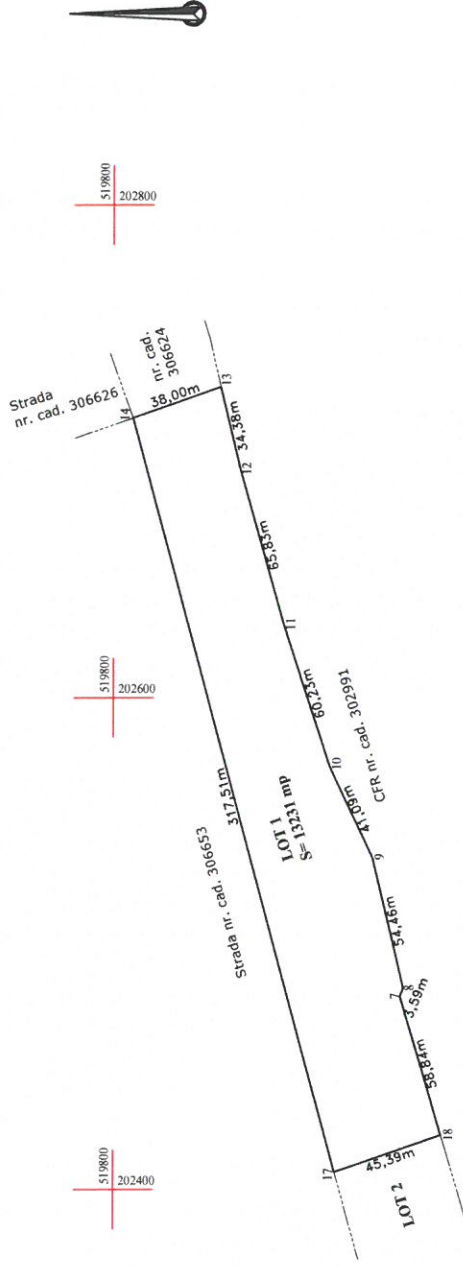 519800
202800
Strada
nr. cad. 306626
nr. cad.
306624
14
38,00m
13
34,38m
12
65,83m
11
60,23m
CFR nr. cad. 302991
10
41,09m
9
54,46m
8
7
3,59m
58,84m
18
45,39m
17
LOT 2
Strada nr. cad. 306653
317,51m
LOT 1
S= 13231 mp
519800
202600
519800
202400